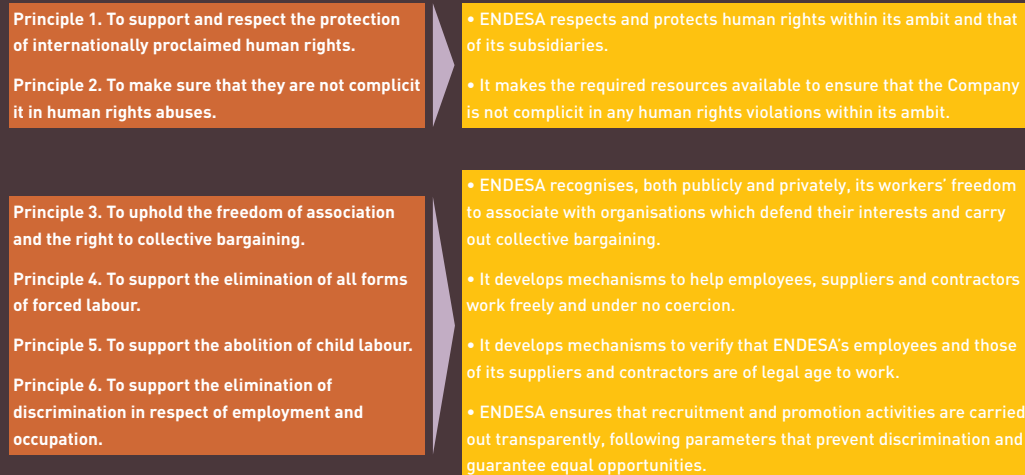 Principle 1. To support and respect the protection
of internationally proclaimed human rights.
Principle 2. To make sure that they are not complicit
it in human rights abuses.
• ENDESA respects and protects human rights within its ambit and that
of its subsidiaries.
• It makes the required resources available to ensure that the Company
is not complicit in any human rights violations within its ambit.
Principle 3. To uphold the freedom of association
and the right to collective bargaining.
Principle 4. To support the elimination of all forms
of forced labour.
Principle 5. To support the abolition of child labour.
Principle 6. To support the elimination of
discrimination in respect of employment and
occupation.
• ENDESA recognises, both publicly and privately, its workers’ freedom
to associate with organisations which defend their interests and carry
out collective bargaining.
• It develops mechanisms to help employees, suppliers and contractors
work freely and under no coercion.
• It develops mechanisms to verify that ENDESA’s employees and those
of its suppliers and contractors are of legal age to work.
• ENDESA ensures that recruitment and promotion activities are carried
out transparently, following parameters that prevent discrimination and
guarantee equal opportunities.